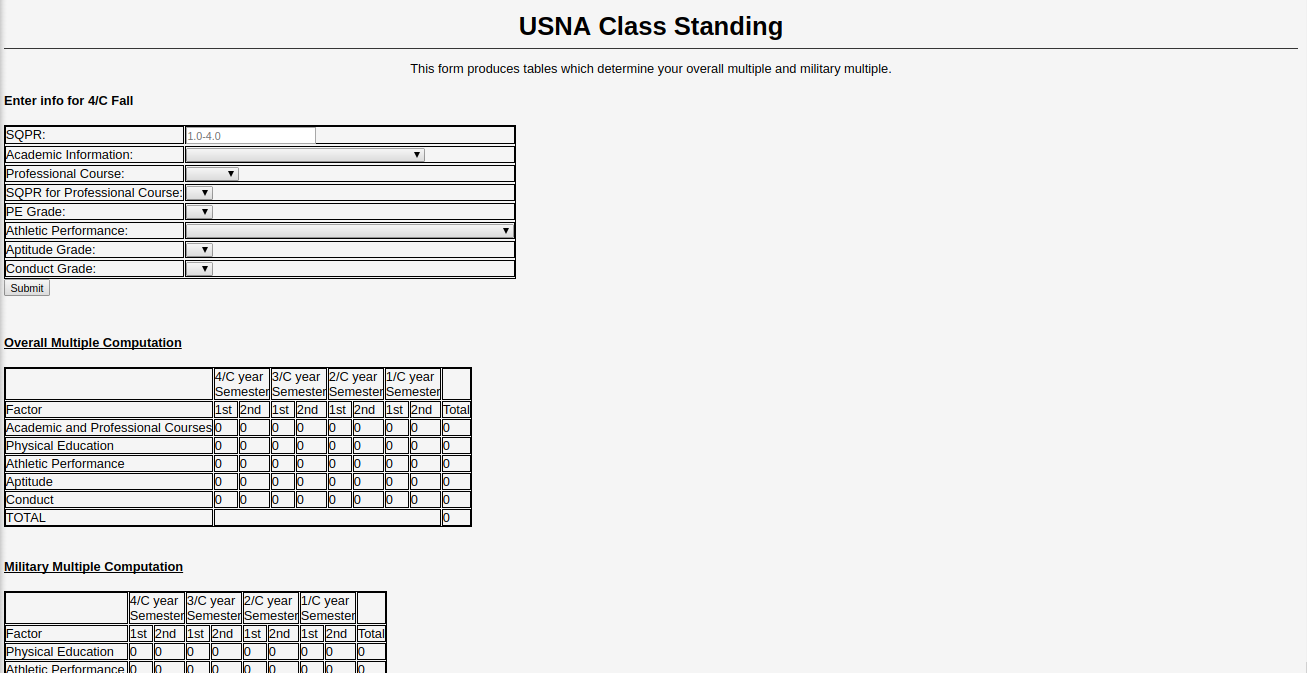 USNA Class Standing
This form produces tables which determine your overall multiple and military multiple.
Enter info for 4/C Fall
SQPR: 1.0-4.0
Academic Information:
Professional Course:
SQPR for Professional Course:
PE Grade:
Athletic Performance:
Aptitude Grade:
Conduct Grade:
Submit
Overall Multiple Computation
4/C year Semester 3/C year Semester 2/C year Semester 1/C year Semester
Factor 1st 2nd 1st 2nd 1st 2nd 1st 2nd Total
Academic and Professional Courses 0 0 0 0 0 0 0 0 0
Physical Education 0 0 0 0 0 0 0 0 0
Athletic Performance 0 0 0 0 0 0 0 0 0
Aptitude 0 0 0 0 0 0 0 0 0
Conduct 0 0 0 0 0 0 0 0 0
TOTAL 0
Military Multiple Computation
4/C year Semester 3/C year Semester 2/C year Semester 1/C year Semester
Factor 1st 2nd 1st 2nd 1st 2nd 1st 2nd Total
Physical Education 0 0 0 0 0 0 0 0 0
Athletic Performance 0 0 0 0 0 0 0 0 0